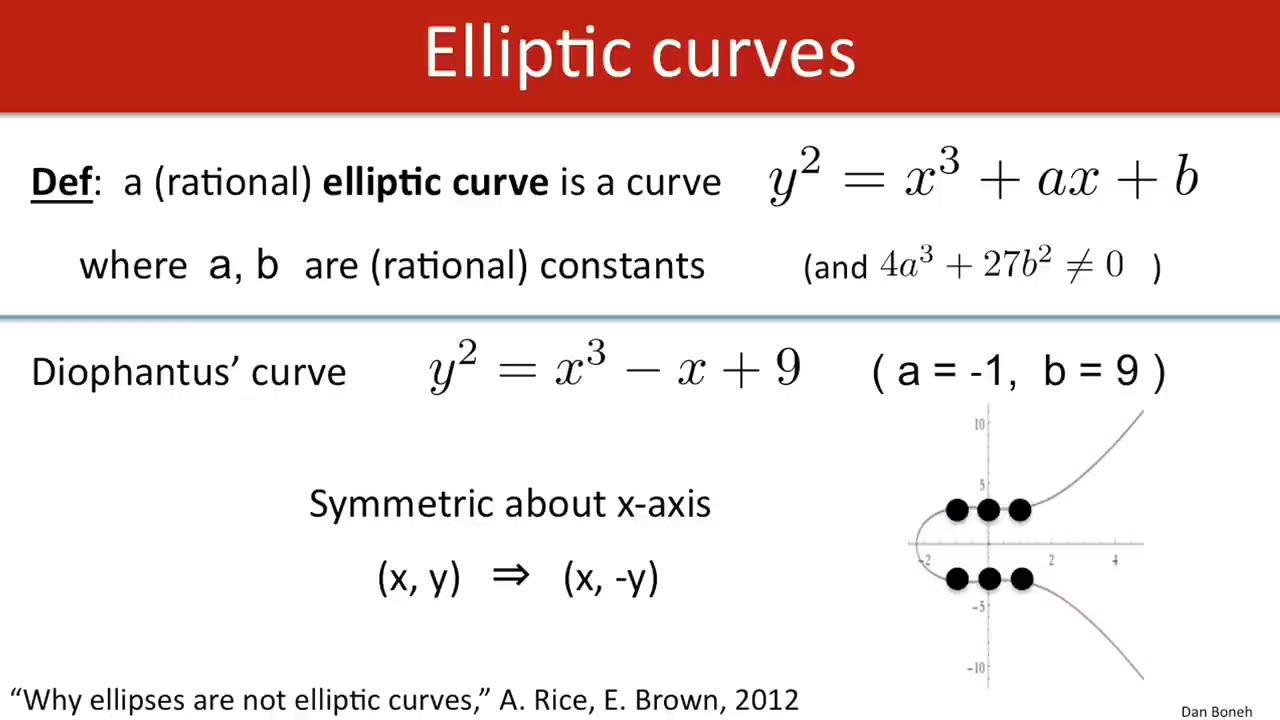 Elliptic curves
Def: a (rational) elliptic curve is a curve y² = x³ + ax + b
where a, b are (rational) constants (and 4a³ + 27b² ≠ 0 )
Diophantus’ curve y² = x³ − x + 9 ( a = -1, b = 9 )
10
Symmetric about x-axis
5
(x, y) ⇒ (x, -y)
-2 2 4
-5
-10
“Why ellipses are not elliptic curves,” A. Rice, E. Brown, 2012
Dan Boneh